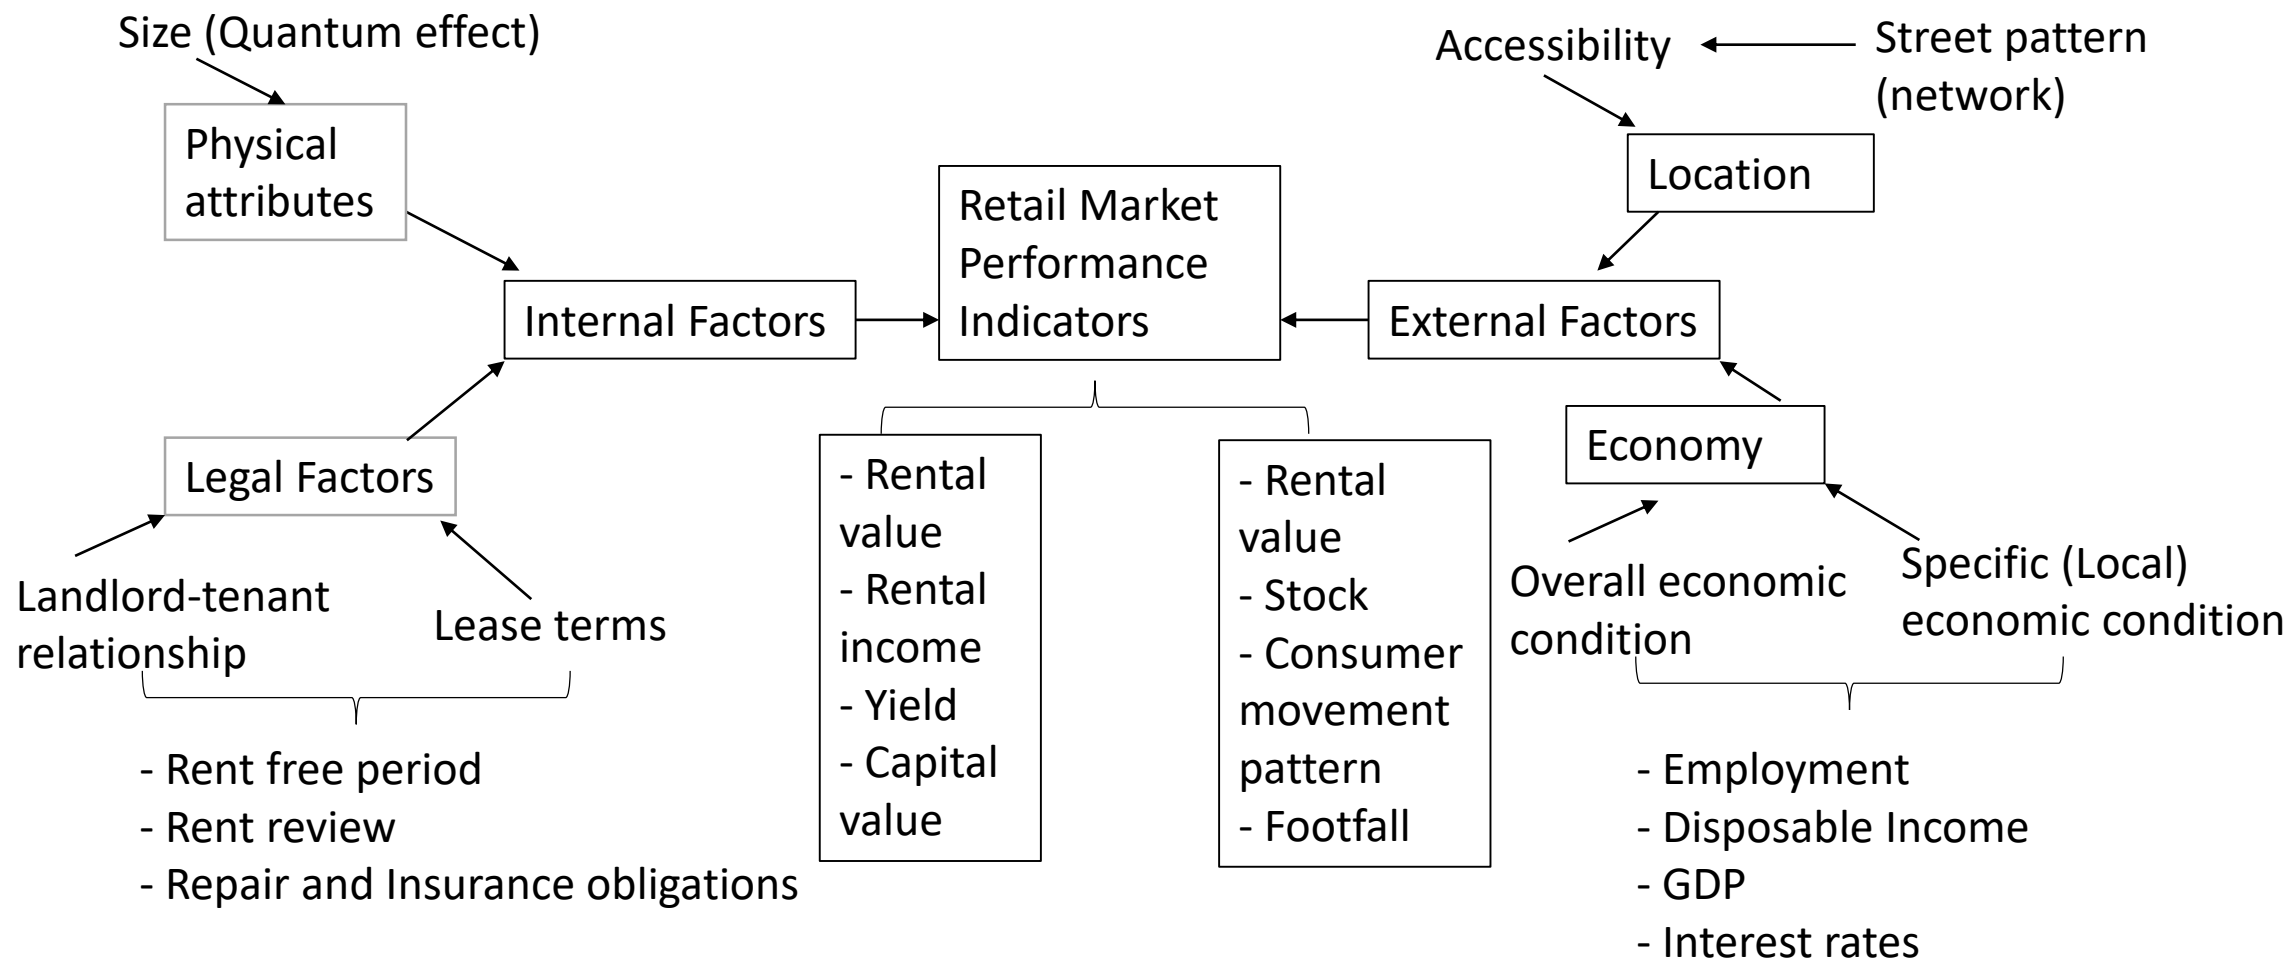 Size (Quantum effect)
Accessibility
Street pattern
(network)
Physical
attributes
Location
Retail Market
Performance
Indicators
Internal Factors
External Factors
Legal Factors
Economy
- Rental
value
- Rental
income
- Yield
- Capital
value
- Rental
value
- Stock
- Consumer
movement
pattern
- Footfall
Landlord-tenant
relationship
Lease terms
Overall economic
condition
Specific (Local)
economic condition
- Rent free period
- Rent review
- Repair and Insurance obligations
- Employment
- Disposable Income
- GDP
- Interest rates